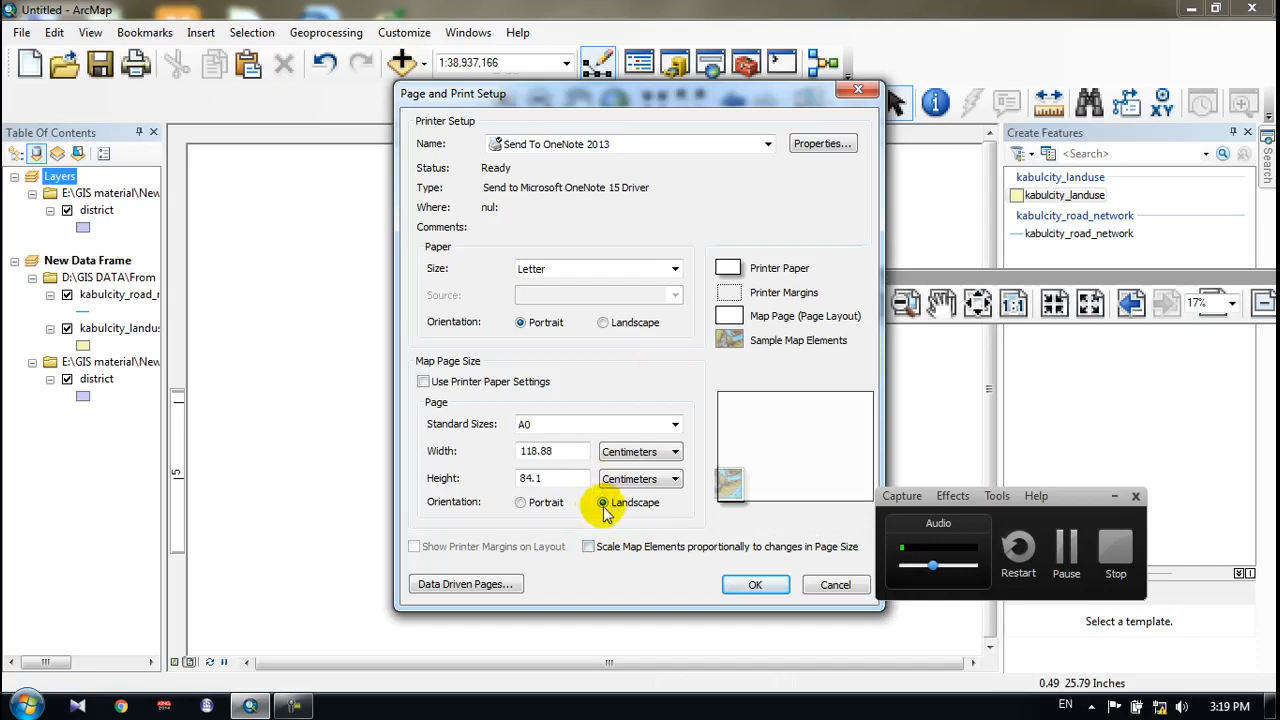 Untitled - ArcMap
File Edit View Bookmarks Insert Selection Geoprocessing Customize Windows Help
1:38,937,166
Page and Print Setup
Table Of Contents
Layers
E:\GIS material\New
district
New Data Frame
D:\GIS DATA\From
kabulcity_road_r
kabulcity_landus
E:\GIS material\New
district
5
Printer Setup
Name: Send To OneNote 2013 Properties...
Status: Ready
Type: Send to Microsoft OneNote 15 Driver
Where: nul:
Comments:
Paper
Size: Letter
Source:
Orientation: Portrait Landscape
Printer Paper
Printer Margins
Map Page (Page Layout)
Sample Map Elements
Map Page Size
Use Printer Paper Settings
Page
Standard Sizes: A0
Width: 118.88 Centimeters
Height: 84.1 Centimeters
Orientation: Portrait Landscape
Show Printer Margins on Layout Scale Map Elements proportionally to changes in Page Size
Data Driven Pages... OK Cancel
Create Features
<Search>
Search
kabulcity_landuse
kabulcity_landuse
kabulcity_road_network
kabulcity_road_network
17%
Capture Effects Tools Help
Audio
Restart Pause Stop
Select a template.
0.49 25.79 Inches
EN 3:19 PM